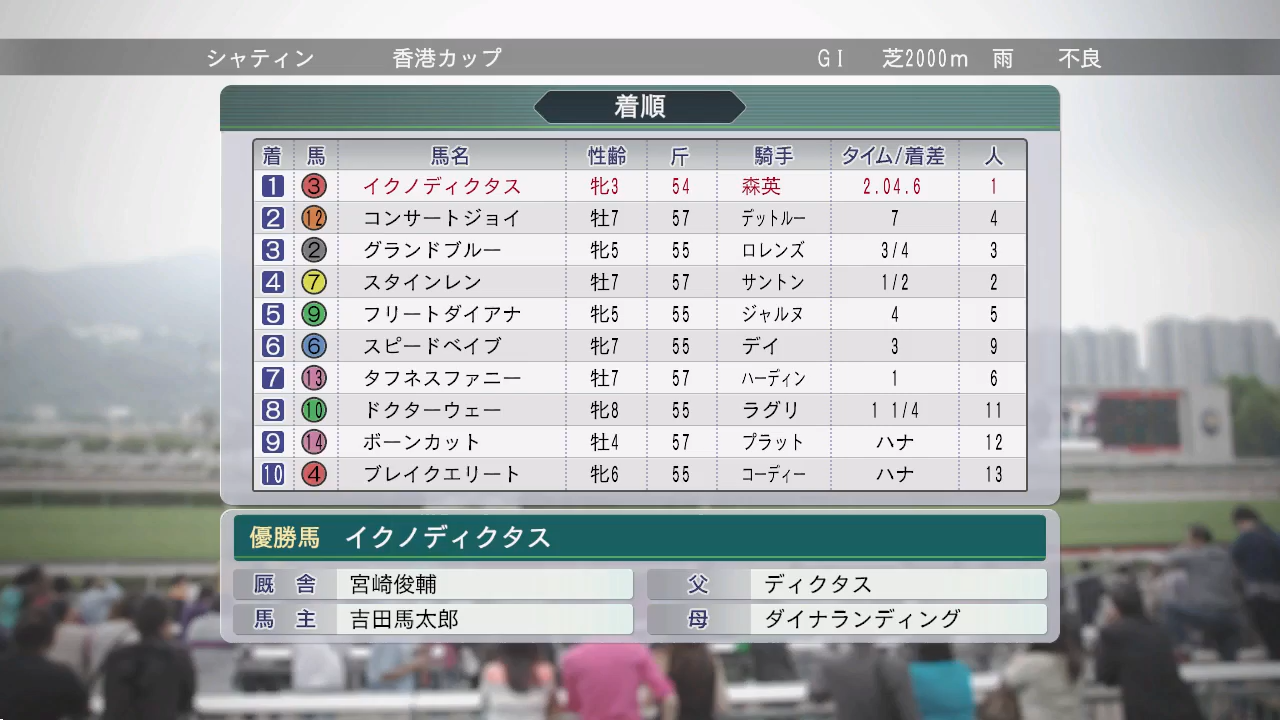 シャティン 香港カップ GⅠ 芝2000m 雨 不良
着順
着 馬 馬名 性齢 斤 騎手 タイム/着差 人
1 3 イクノディクタス 牝3 54 森英 2.04.6 1
2 12 コンサートジョイ 牡7 57 デットルー 7 4
3 2 グランドブルー 牝5 55 ロレンズ 3/4 3
4 7 スタインレン 牡7 57 サントン 1/2 2
5 9 フリートダイアナ 牝5 55 ジャルヌ 4 5
6 6 スピードベイブ 牝7 55 デイ 3 9
7 13 タフネスファニー 牡7 57 ハーディン 1 6
8 10 ドクターウェー 牝8 55 ラグリ 1 1/4 11
9 14 ボーンカット 牡4 57 プラット ハナ 12
10 4 ブレイクエリート 牝6 55 コーディー ハナ 13
優勝馬 イクノディクタス
厩舎 宮崎俊輔 父 ディクタス
馬主 吉田馬太郎 母 ダイナランディング